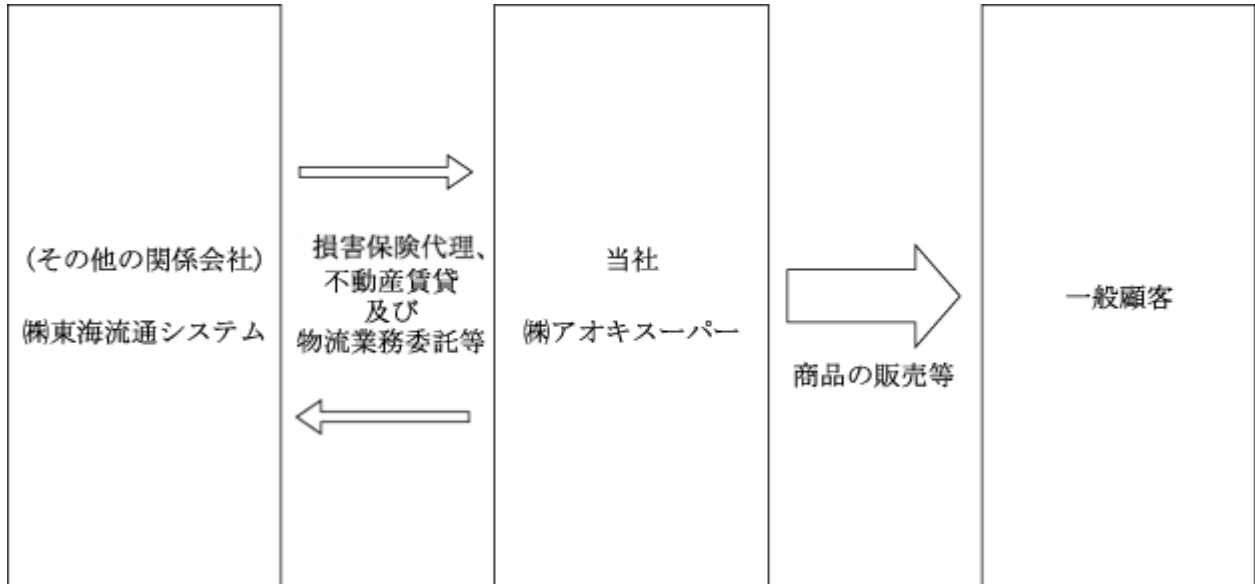 (その他の関係会社)
㈱東海流通システム
損害保険代理、
不動産賃貸
及び
物流業務委託等
当社
㈱アオキスーパー
商品の販売等
一般顧客